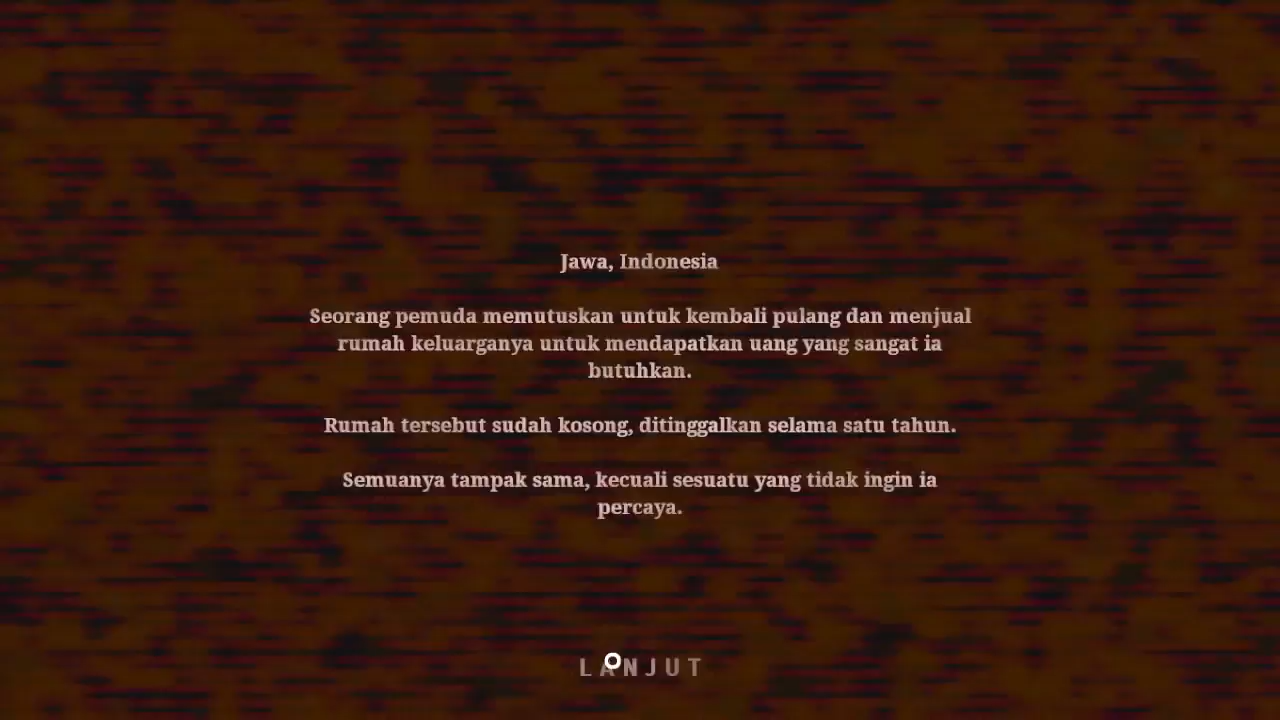 Jawa, Indonesia
Seorang pemuda memutuskan untuk kembali pulang dan menjual
rumah keluarganya untuk mendapatkan uang yang sangat ia
butuhkan.
Rumah tersebut sudah kosong, ditinggalkan selama satu tahun.
Semuanya tampak sama, kecuali sesuatu yang tidak ingin ia
percaya.
LANJUT